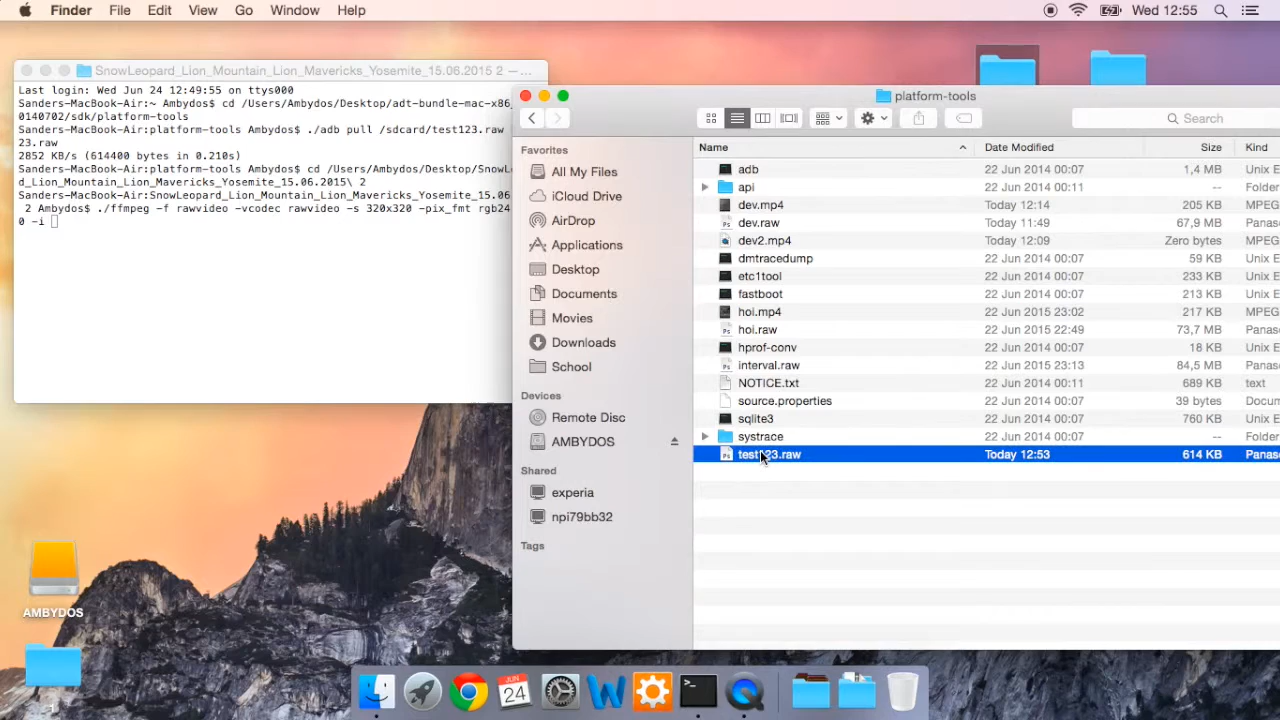 Finder File Edit View Go Window Help Wed 12:55
SnowLeopard_Lion_Mountain_Lion_Mavericks_Yosemite_15.06.2015 2 — ...
Last login: Wed Jun 24 12:49:55 on ttys000
Sanders-MacBook-Air:~ Ambydos$ cd /Users/Ambydos/Desktop/adt-bundle-mac-x86_
0140702/sdk/platform-tools
Sanders-MacBook-Air:platform-tools Ambydos$ ./adb pull /sdcard/test123.raw
23.raw
2852 KB/s (614400 bytes in 0.210s)
Sanders-MacBook-Air:platform-tools Ambydos$ cd /Users/Ambydos/Desktop/SnowLe
d_Lion_Mountain_Lion_Mavericks_Yosemite_15.06.2015\ 2
Sanders-MacBook-Air:SnowLeopard_Lion_Mountain_Lion_Mavericks_Yosemite_15.06
2 Ambydos$ ./ffmpeg -f rawvideo -vcodec rawvideo -s 320x320 -pix_fmt rgb24
0 -i
platform-tools
Search
Favorites
All My Files
iCloud Drive
AirDrop
Applications
Desktop
Documents
Movies
Downloads
School
Devices
Remote Disc
AMBYDOS
Shared
experia
npi79bb32
Tags
Name Date Modified Size Kind
adb 22 Jun 2014 00:07 1,4 MB Unix E
api 22 Jun 2014 00:11 -- Folder
dev.mp4 Today 12:14 205 KB MPEG
dev.raw Today 11:49 67,9 MB Panas
dev2.mp4 Today 12:09 Zero bytes MPEG
dmtracedump 22 Jun 2014 00:07 59 KB Unix E
etc1tool 22 Jun 2014 00:07 233 KB Unix E
fastboot 22 Jun 2014 00:07 213 KB Unix E
hoi.mp4 22 Jun 2015 23:02 217 KB MPEG
hoi.raw 22 Jun 2015 22:49 73,7 MB Panas
hprof-conv 22 Jun 2014 00:07 18 KB Unix E
interval.raw 22 Jun 2015 23:13 84,5 MB Panas
NOTICE.txt 22 Jun 2014 00:11 689 KB text
source.properties 22 Jun 2014 00:07 39 bytes Docum
sqlite3 22 Jun 2014 00:07 760 KB Unix E
systrace 22 Jun 2014 00:07 -- Folder
test123.raw Today 12:53 614 KB Panas
AMBYDOS
JUN
24